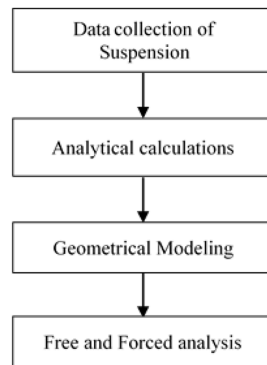 Data collection of
Suspension
Analytical calculations
Geometrical Modeling
Free and Forced analysis